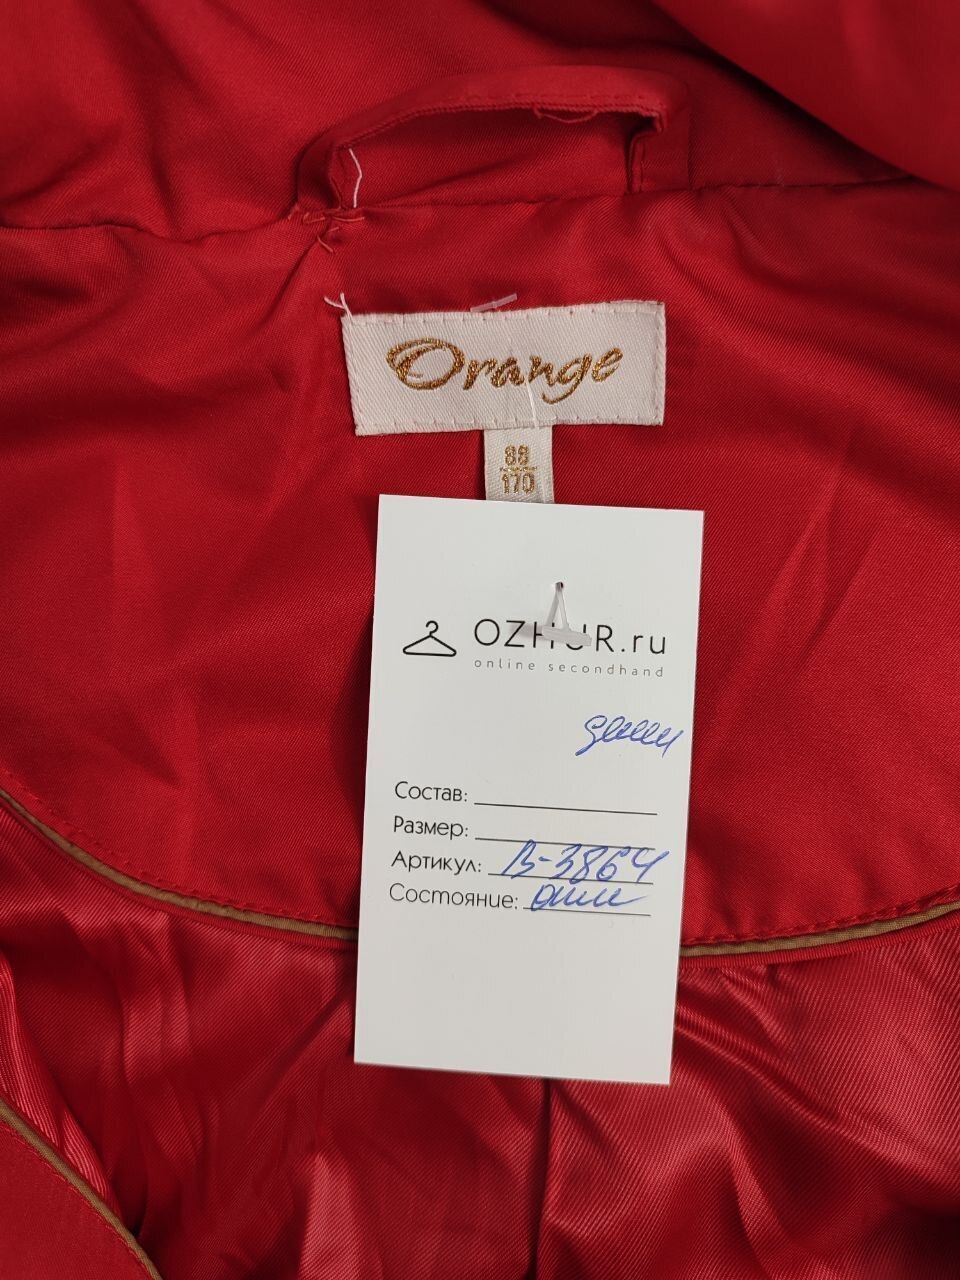 Orange
88
170
OZHUR.ru
online secondhand
Состав:
Размер:
Артикул: В-3864
Состояние: